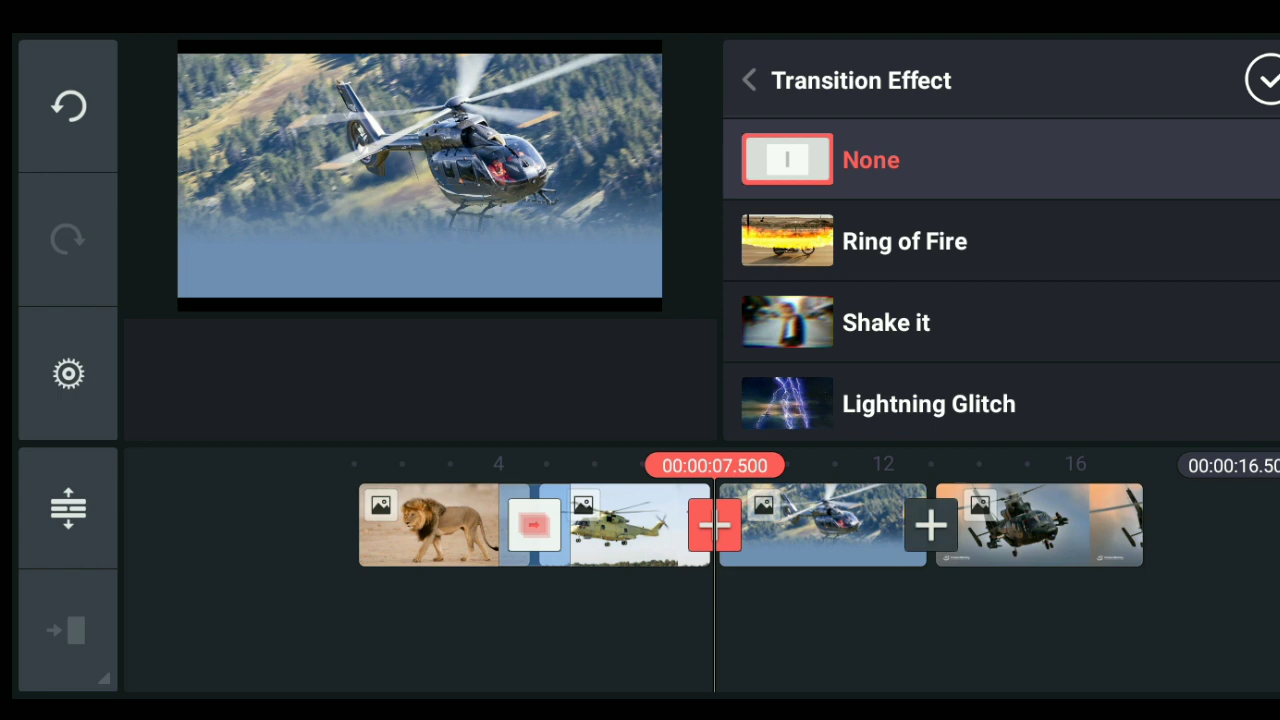 Transition Effect
None
Ring of Fire
Shake it
Lightning Glitch
4
00:00:07.500
12
16
00:00:16.50